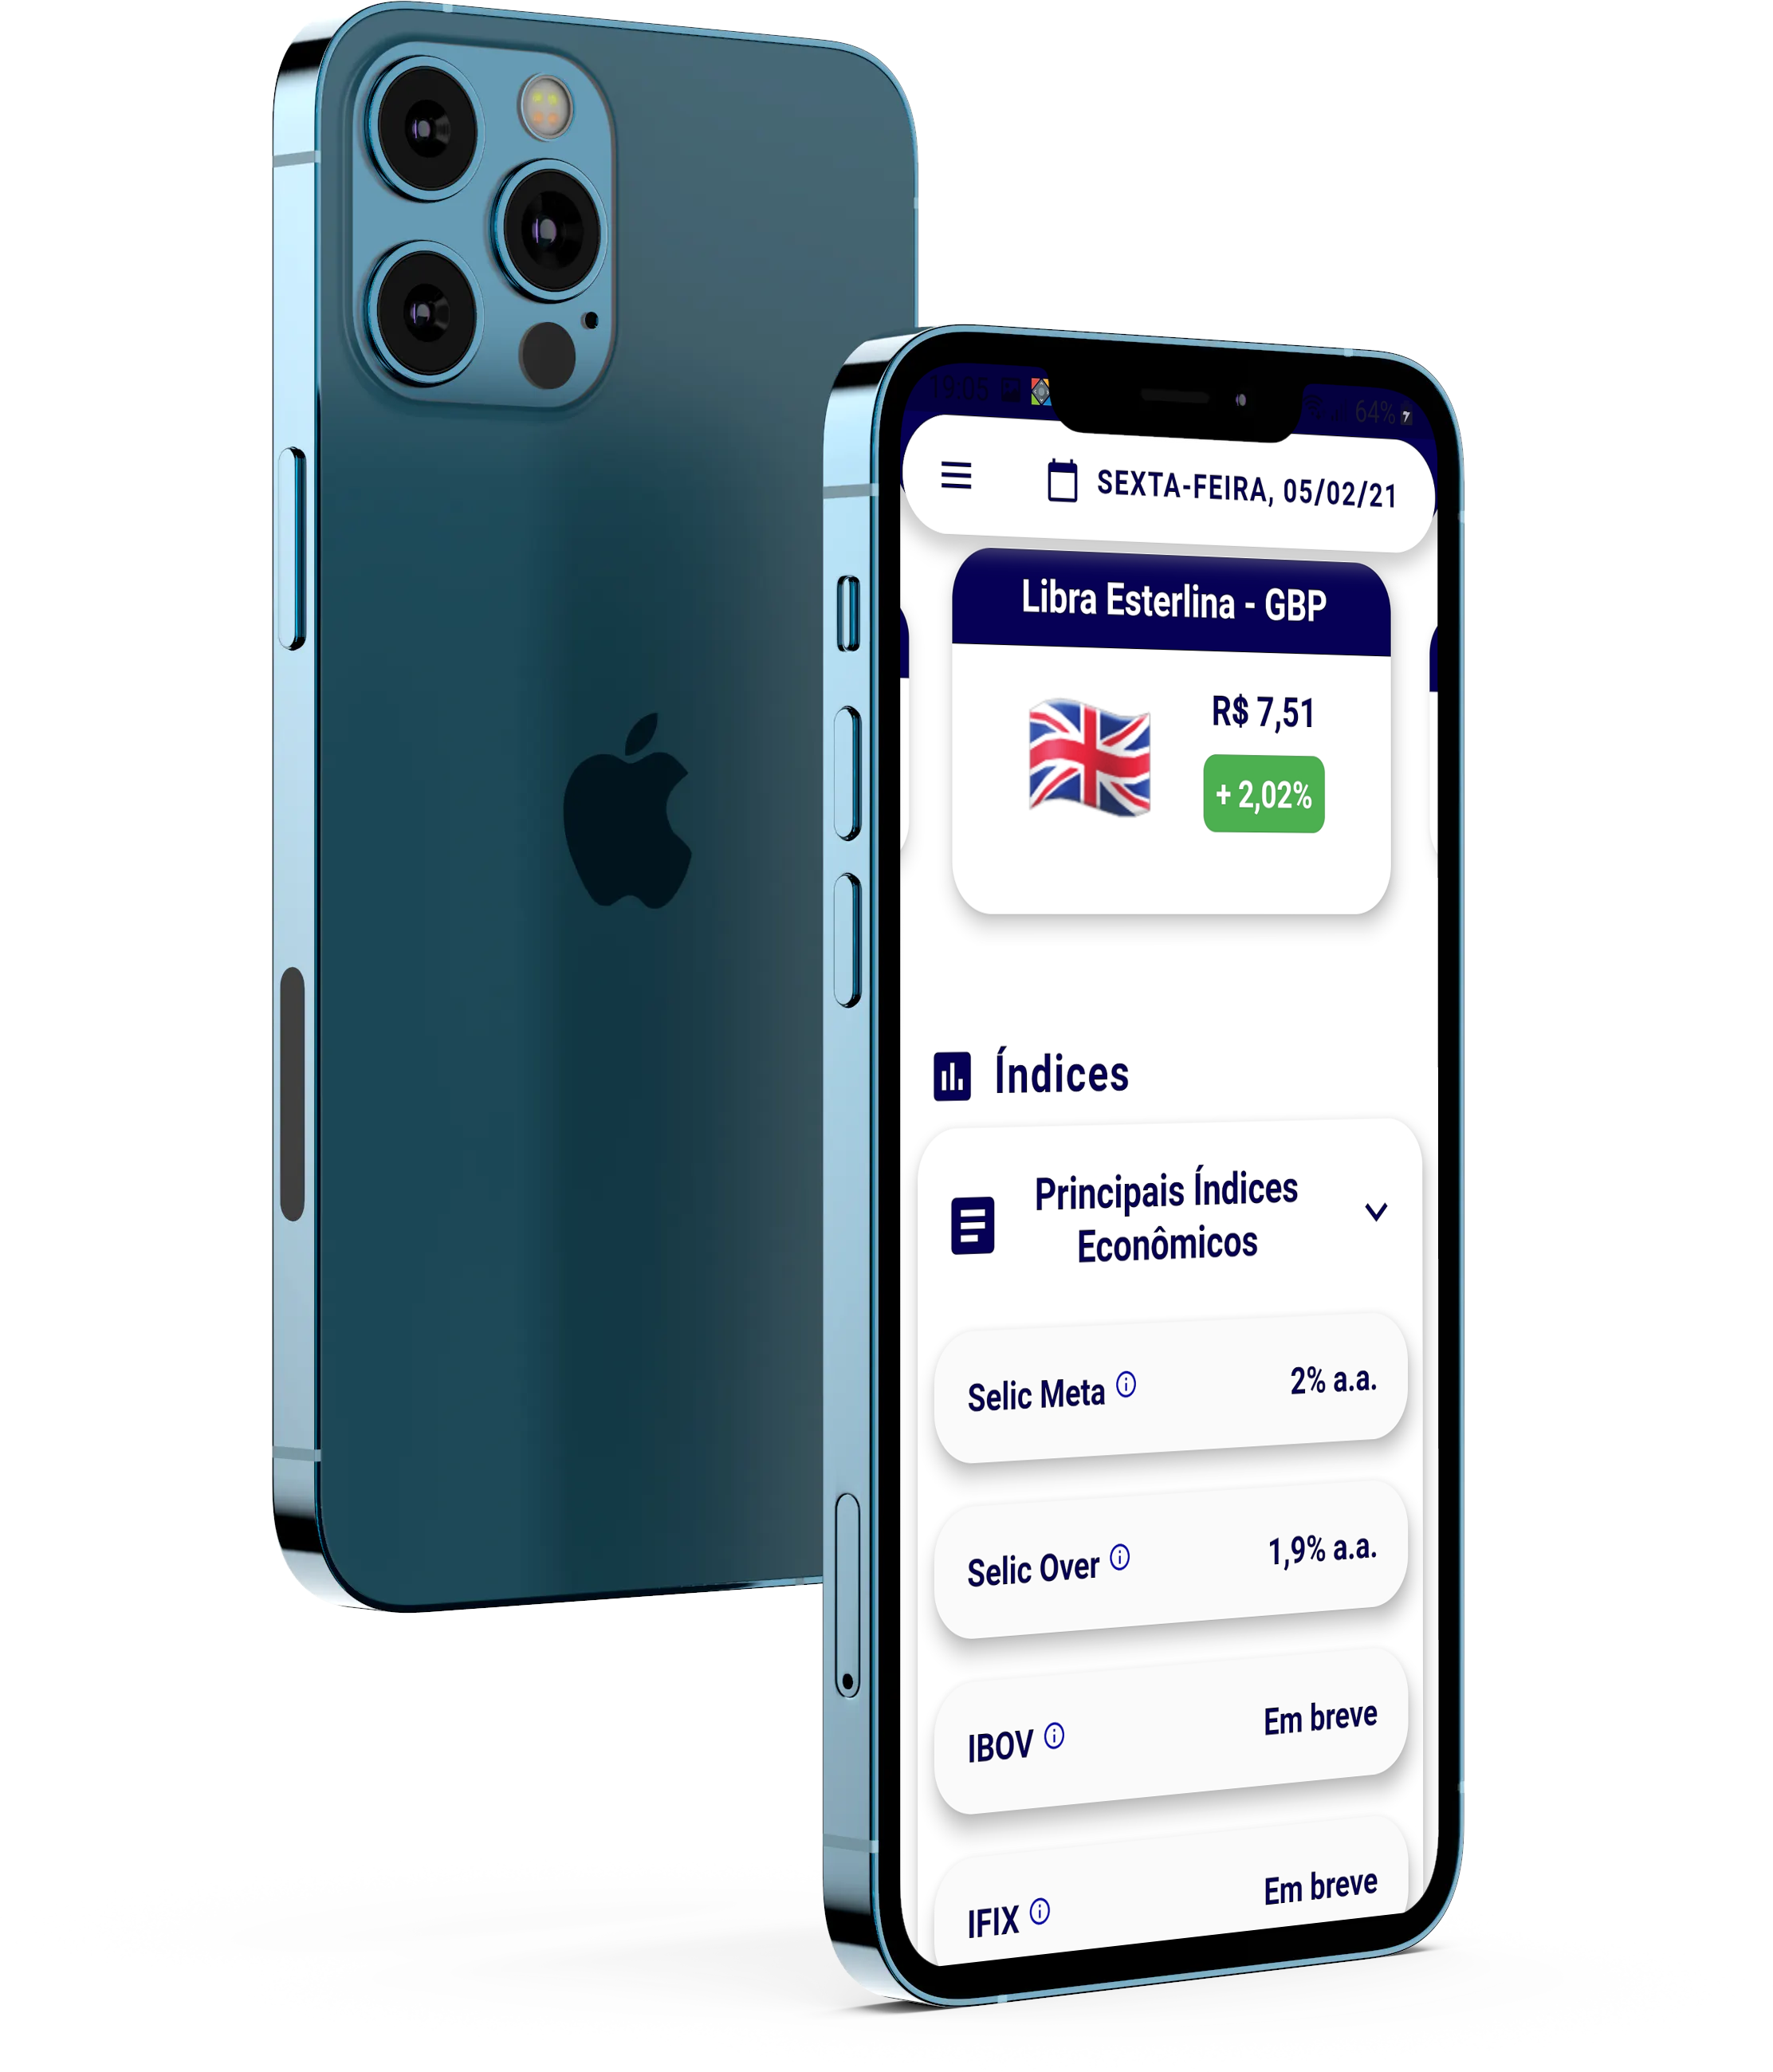 19:05
64%
SEXTA-FEIRA, 05/02/21
Libra Esterlina - GBP
R$ 7,51
+ 2,02%
Índices
Principais Índices
Econômicos
Selic Meta
2% a.a.
Selic Over
1,9% a.a.
IBOV
Em breve
IFIX
Em breve